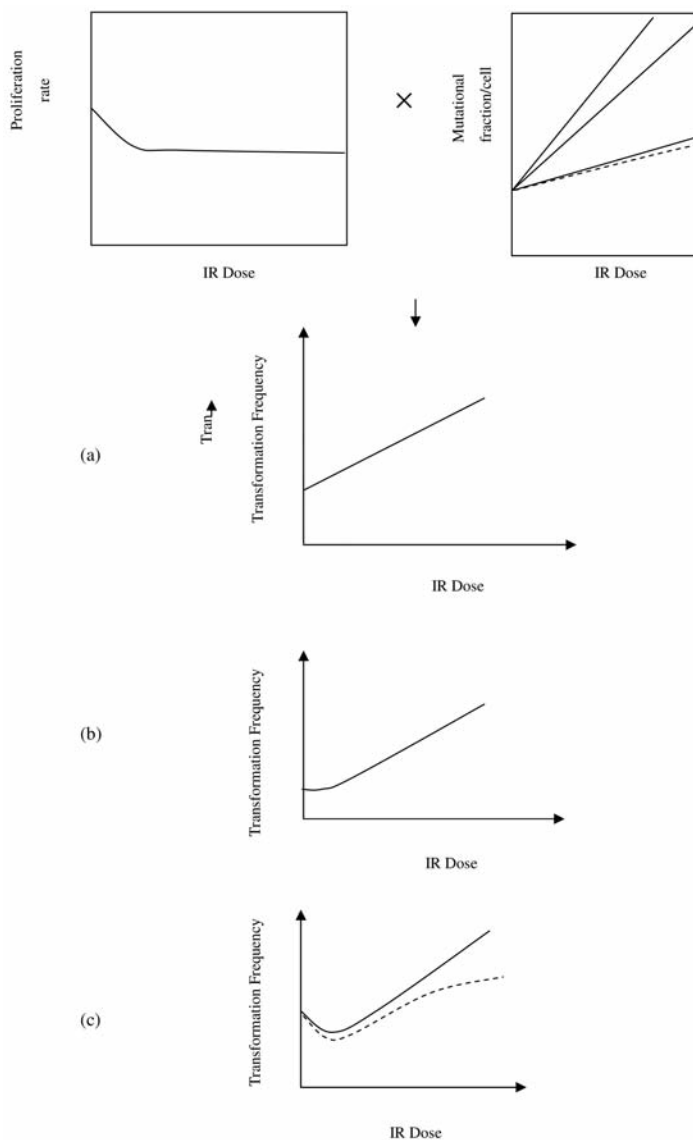 Proliferation
rate
×
Mutational
fraction/cell
IR Dose
IR Dose
Tran
Transformation Frequency
(a)
IR Dose
Transformation Frequency
(b)
IR Dose
Transformation Frequency
(c)
IR Dose